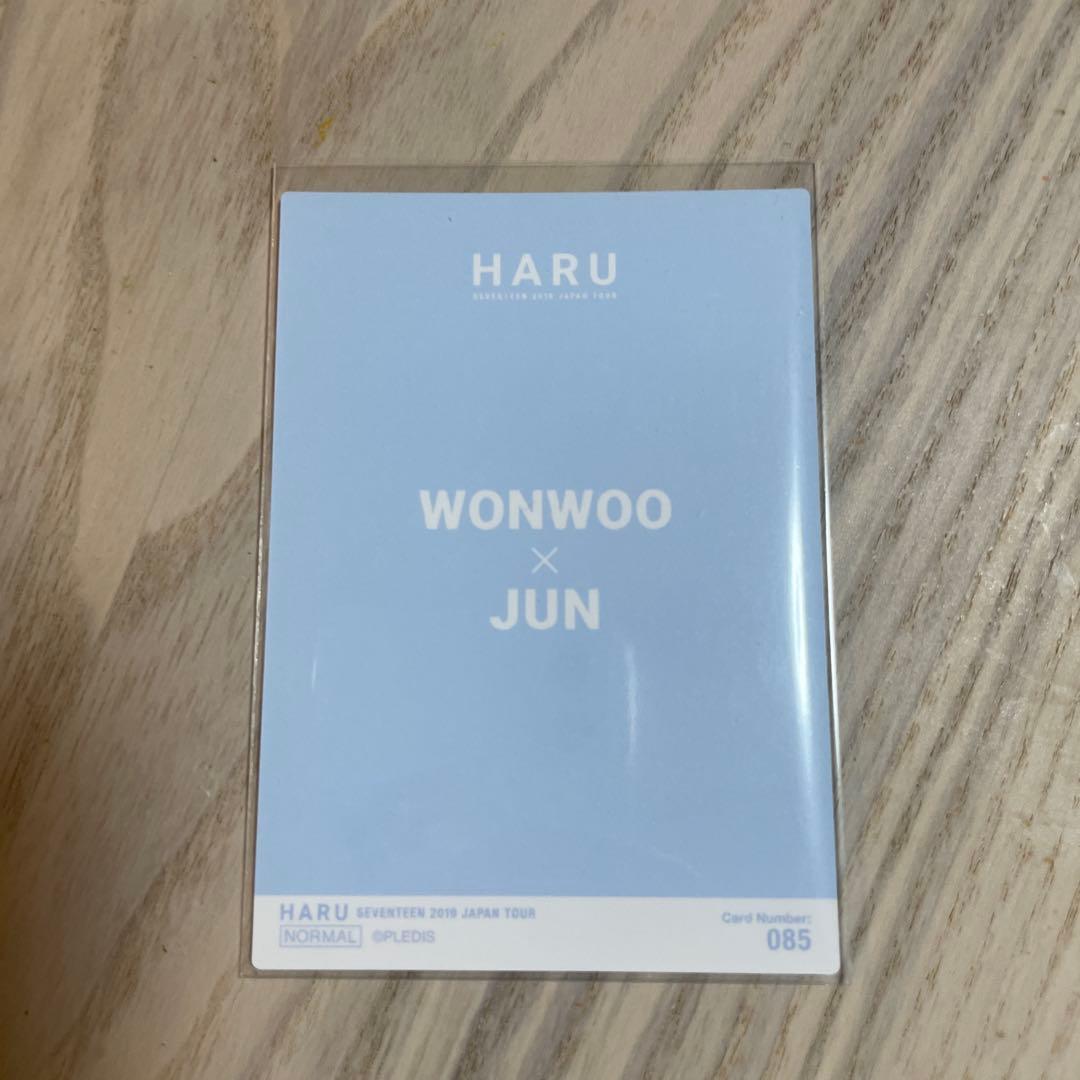 HARU
SEVENTEEN 2019 JAPAN TOUR
WONWOO
×
JUN
HARU SEVENTEEN 2019 JAPAN TOUR
NORMAL ©PLEDIS
Card Number:
085